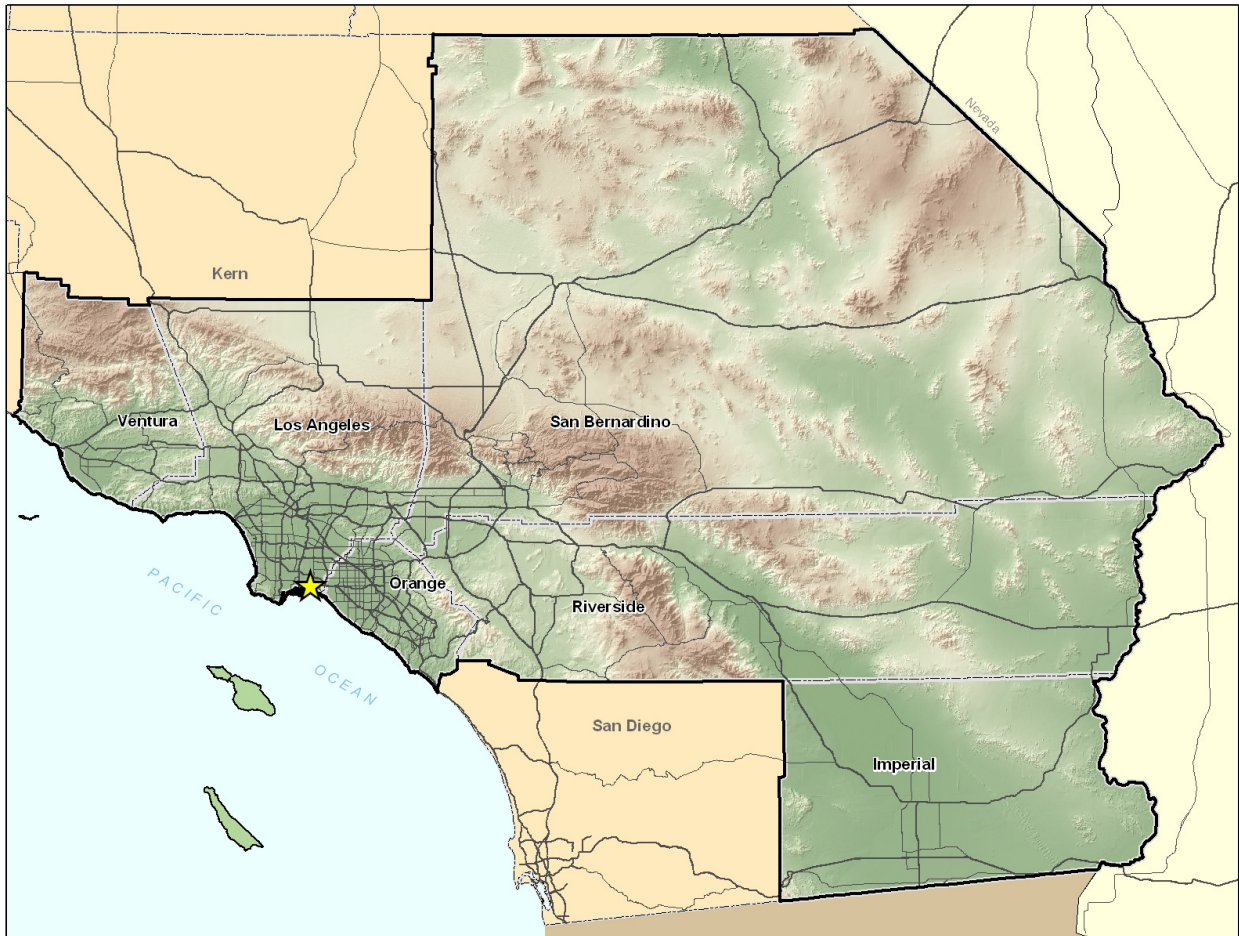 Nevada
Kern
Ventura
Los Angeles
San Bernardino
PACIFIC
OCEAN
Orange
Riverside
San Diego
Imperial